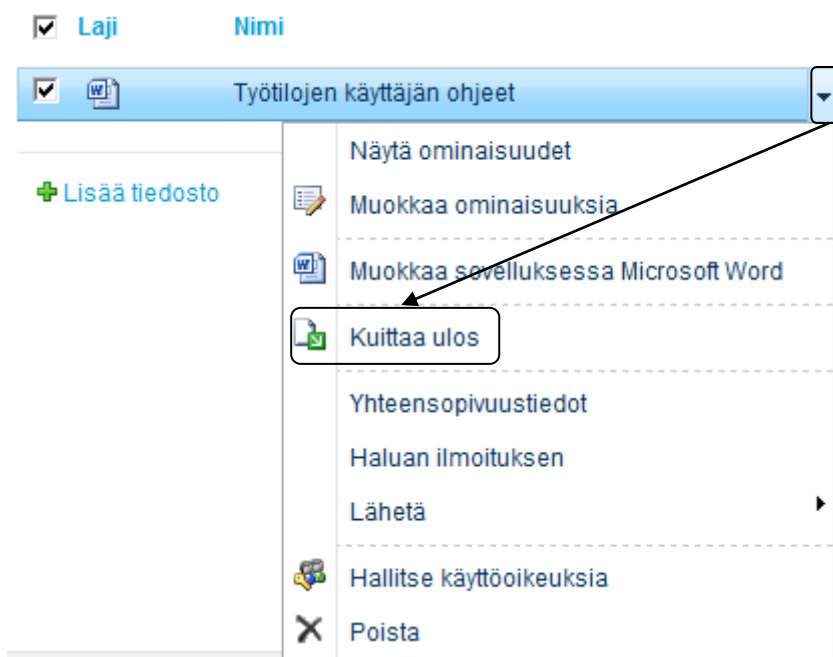 Laji Nimi
Työtilojen käyttäjän ohjeet
Näytä ominaisuudet
Lisää tiedosto
Muokkaa ominaisuuksia
Muokkaa sovelluksessa Microsoft Word
Kuittaa ulos
Yhteensopivuustiedot
Haluan ilmoituksen
Lähetä
Hallitse käyttöoikeuksia
Poista